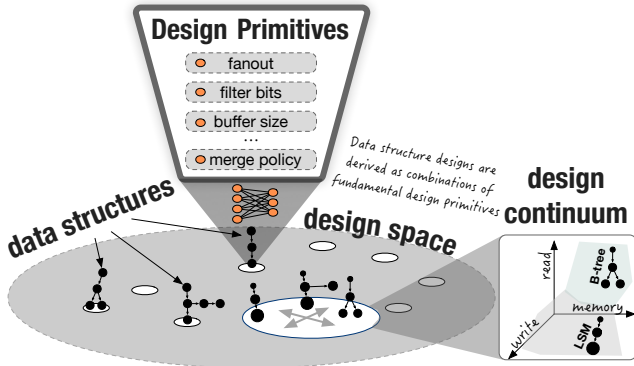 Design Primitives
fanout
filter bits
buffer size
...
merge policy
Data structure designs are
derived as combinations of
fundamental design primitives
data structures
design space
design
continuum
read
B-tree
memory
write
LSM